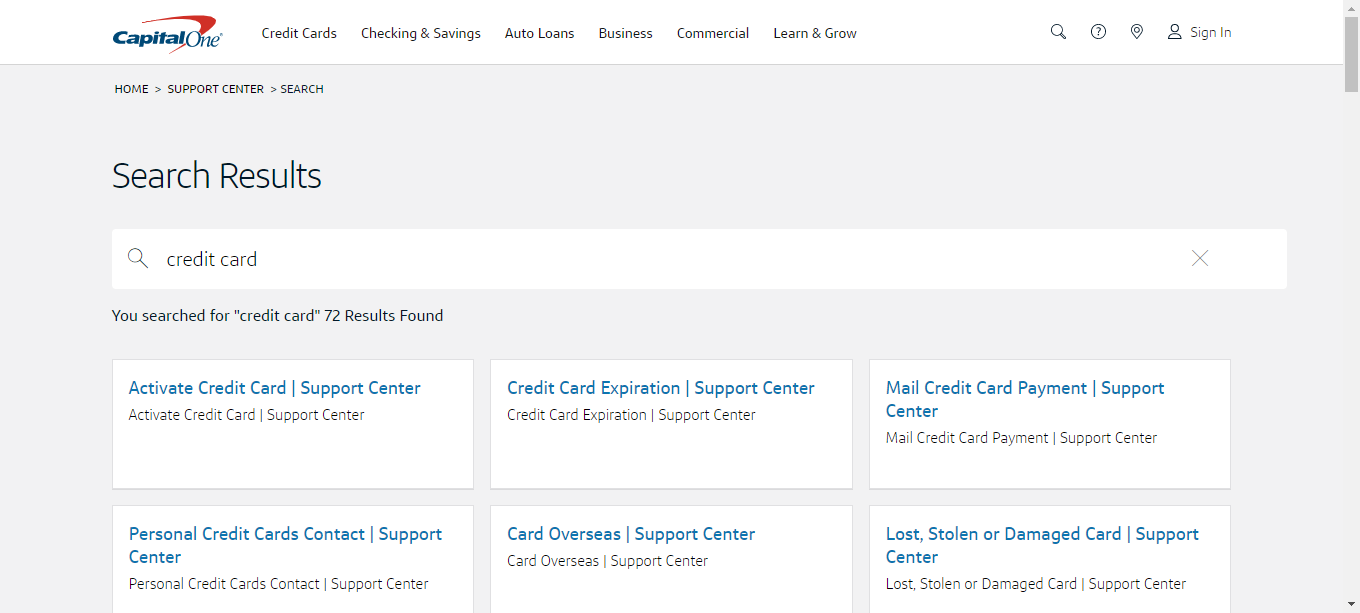 Capital One
Credit Cards
Checking & Savings
Auto Loans
Business
Commercial
Learn & Grow
Sign In
HOME > SUPPORT CENTER > SEARCH
Search Results
credit card
You searched for "credit card" 72 Results Found
Activate Credit Card | Support Center
Activate Credit Card | Support Center
Credit Card Expiration | Support Center
Credit Card Expiration | Support Center
Mail Credit Card Payment | Support
Center
Mail Credit Card Payment | Support Center
Personal Credit Cards Contact | Support
Center
Personal Credit Cards Contact | Support Center
Card Overseas | Support Center
Card Overseas | Support Center
Lost, Stolen or Damaged Card | Support
Center
Lost, Stolen or Damaged Card | Support Center